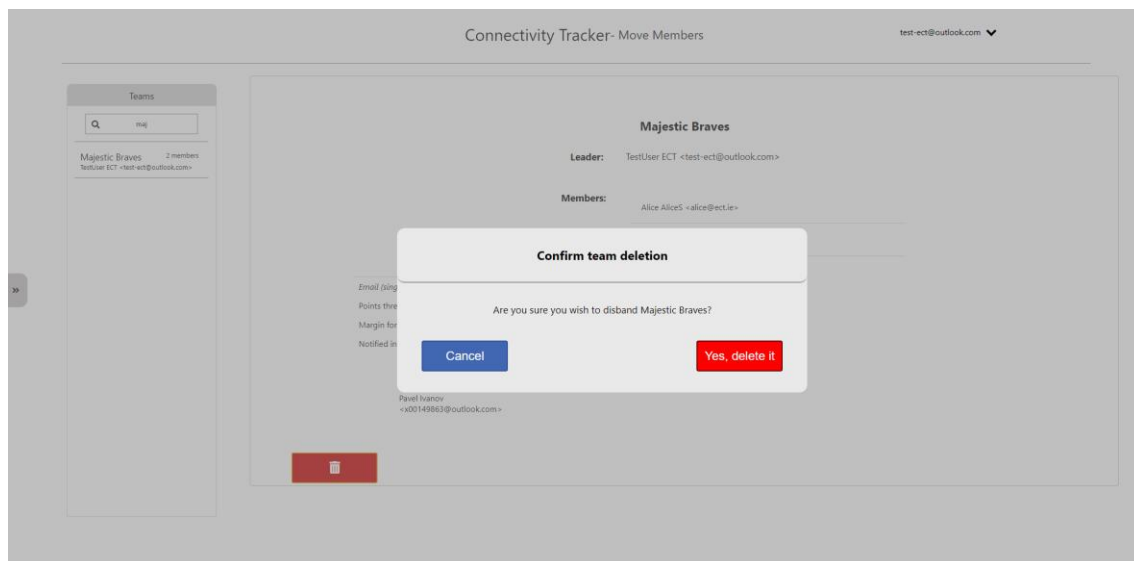 Connectivity Tracker- Move Members
test-ect@outlook.com
Teams
maj
Majestic Braves 2 members
TestUser ECT <test-ect@outlook.com>
Majestic Braves
Leader: TestUser ECT <test-ect@outlook.com>
Members:
Alice AliceS <alice@ect.ie>
Confirm team deletion
Are you sure you wish to disband Majestic Braves?
Cancel
Yes, delete it
»
Email (sing
Points thre
Margin for
Notified in
Pavel Ivanov
<x00149863@outlook.com>